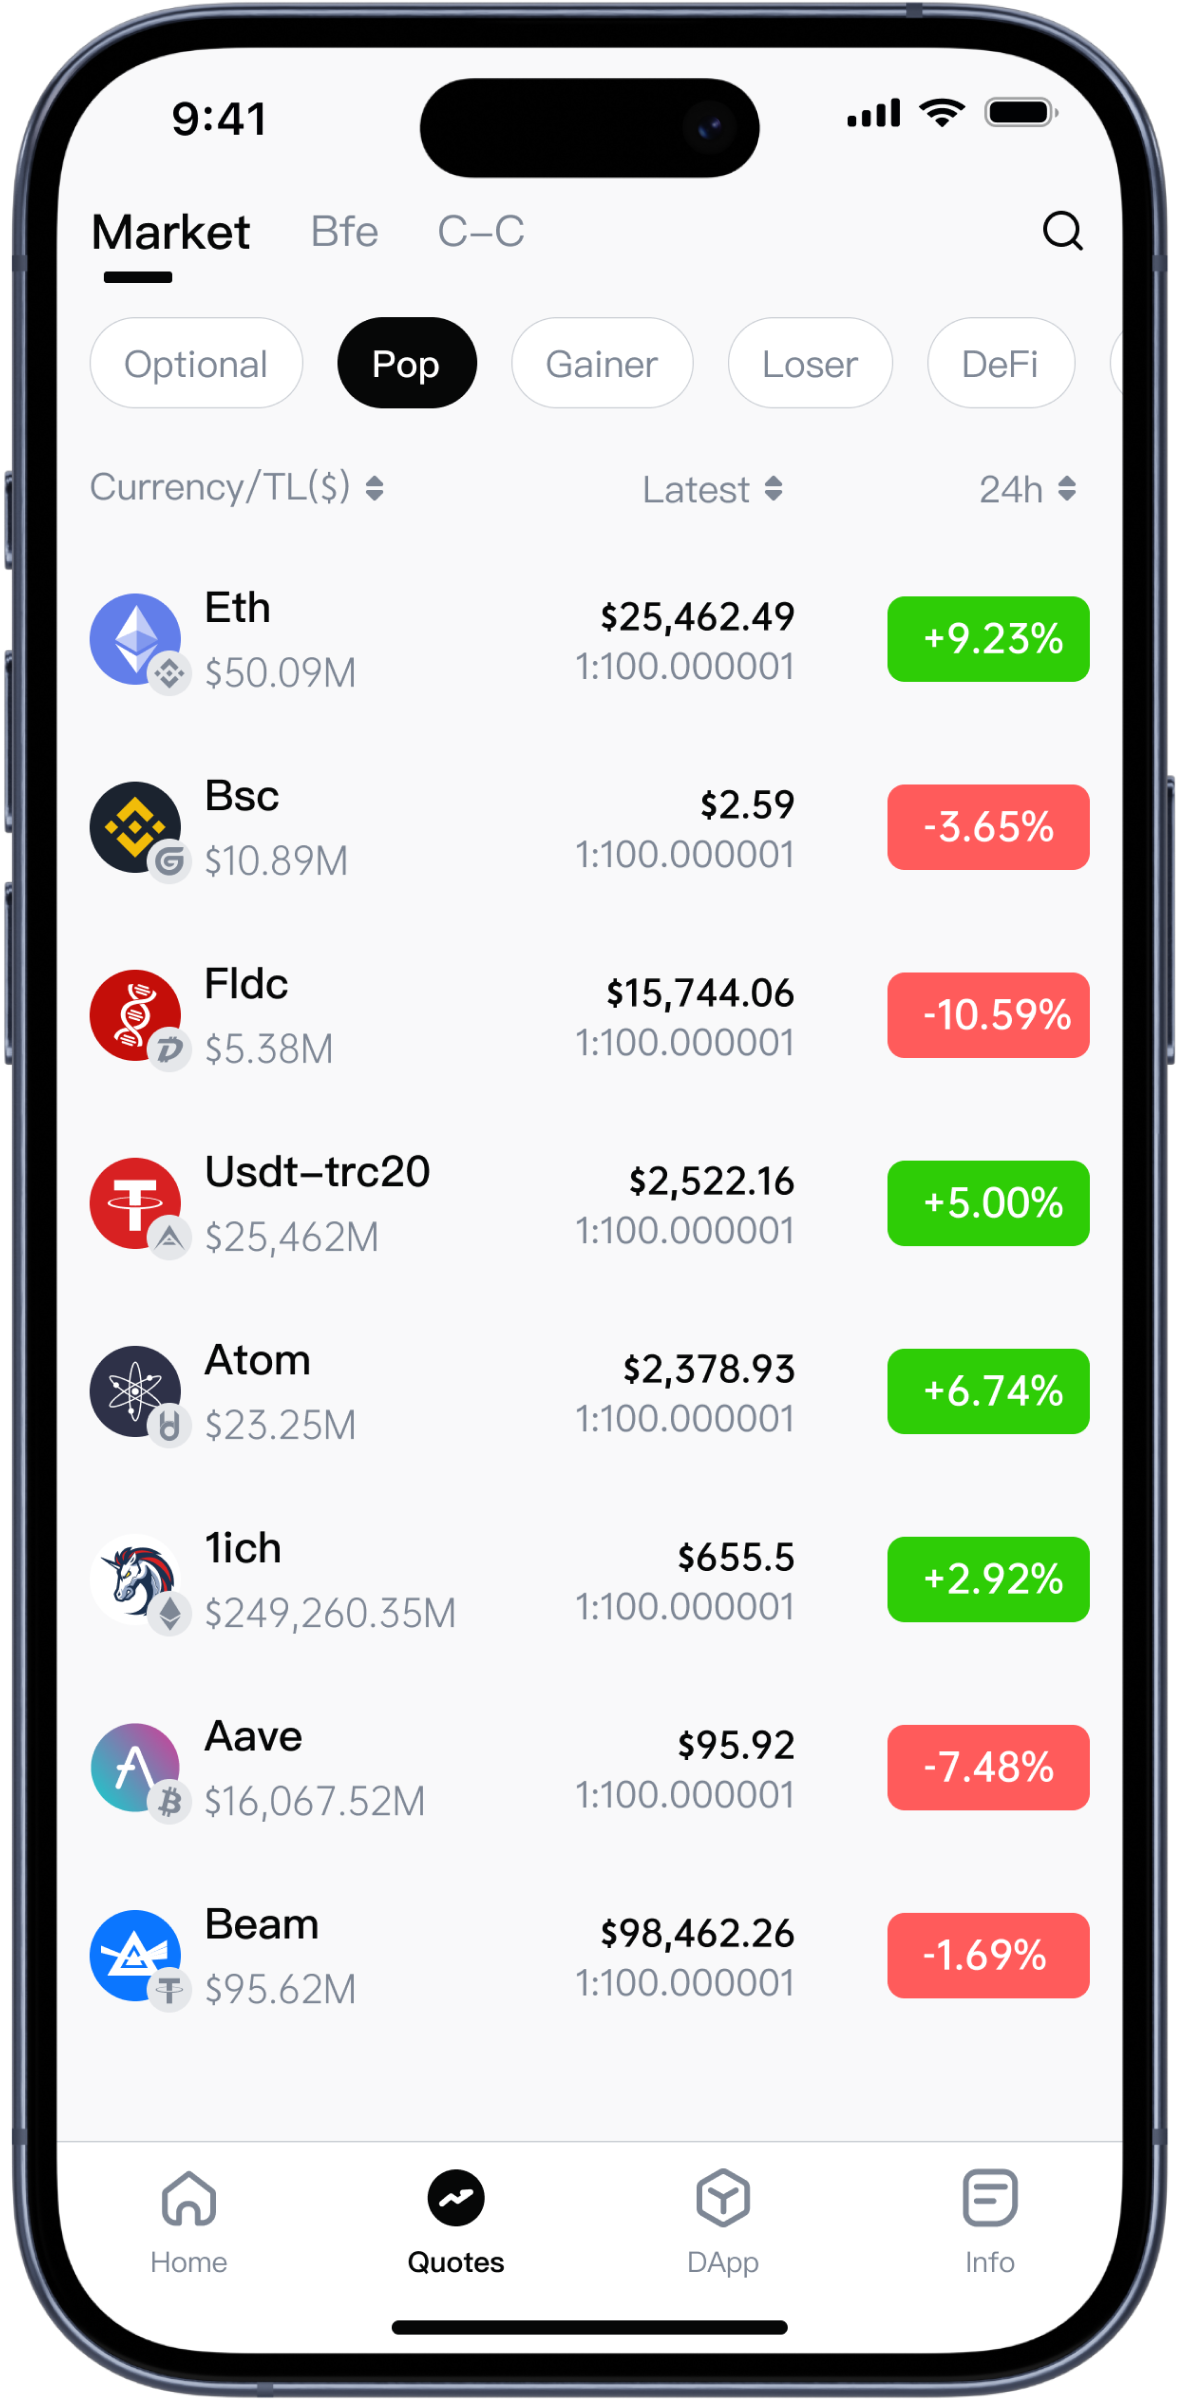 9:41
Market Bfe C-C
Optional Pop Gainer Loser DeFi
Currency/TL($) Latest 24h
Eth $25,462.49 +9.23%
$50.09M 1:100.000001
Bsc $2.59 -3.65%
$10.89M 1:100.000001
Fldc $15,744.06 -10.59%
$5.38M 1:100.000001
Usdt-trc20 $2,522.16 +5.00%
$25,462M 1:100.000001
Atom $2,378.93 +6.74%
$23.25M 1:100.000001
1ich $655.5 +2.92%
$249,260.35M 1:100.000001
Aave $95.92 -7.48%
$16,067.52M 1:100.000001
Beam $98,462.26 -1.69%
$95.62M 1:100.000001
Home Quotes DApp Info